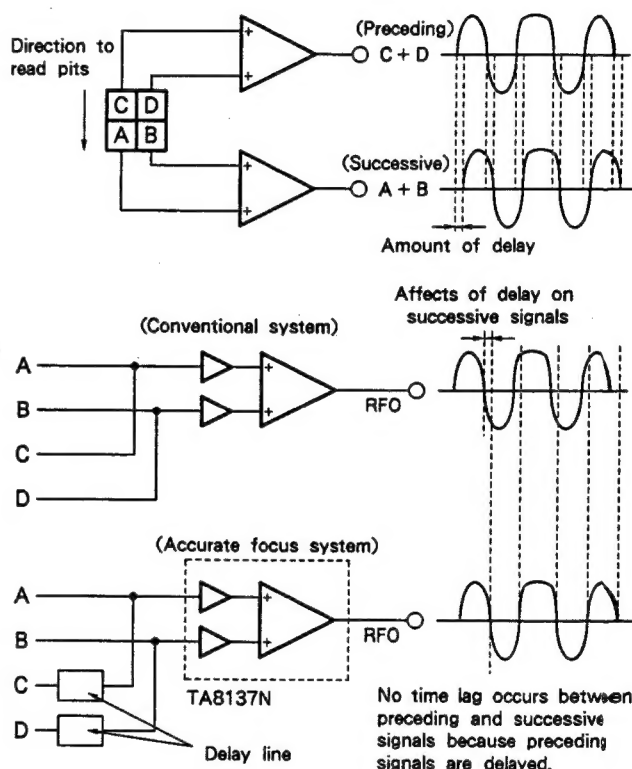 Direction to
read pits
C D
A B
+
+
+
+
(Preceding)
C + D
(Successive)
A + B
Amount of delay
Affects of delay on
successive signals
(Conventional system)
A
B
C
D
+
+
RFO
(Accurate focus system)
A
B
C
D
+
+
RFO
TA8137N
Delay line
No time lag occurs between
preceding and successive
signals because preceding
signals are delayed.